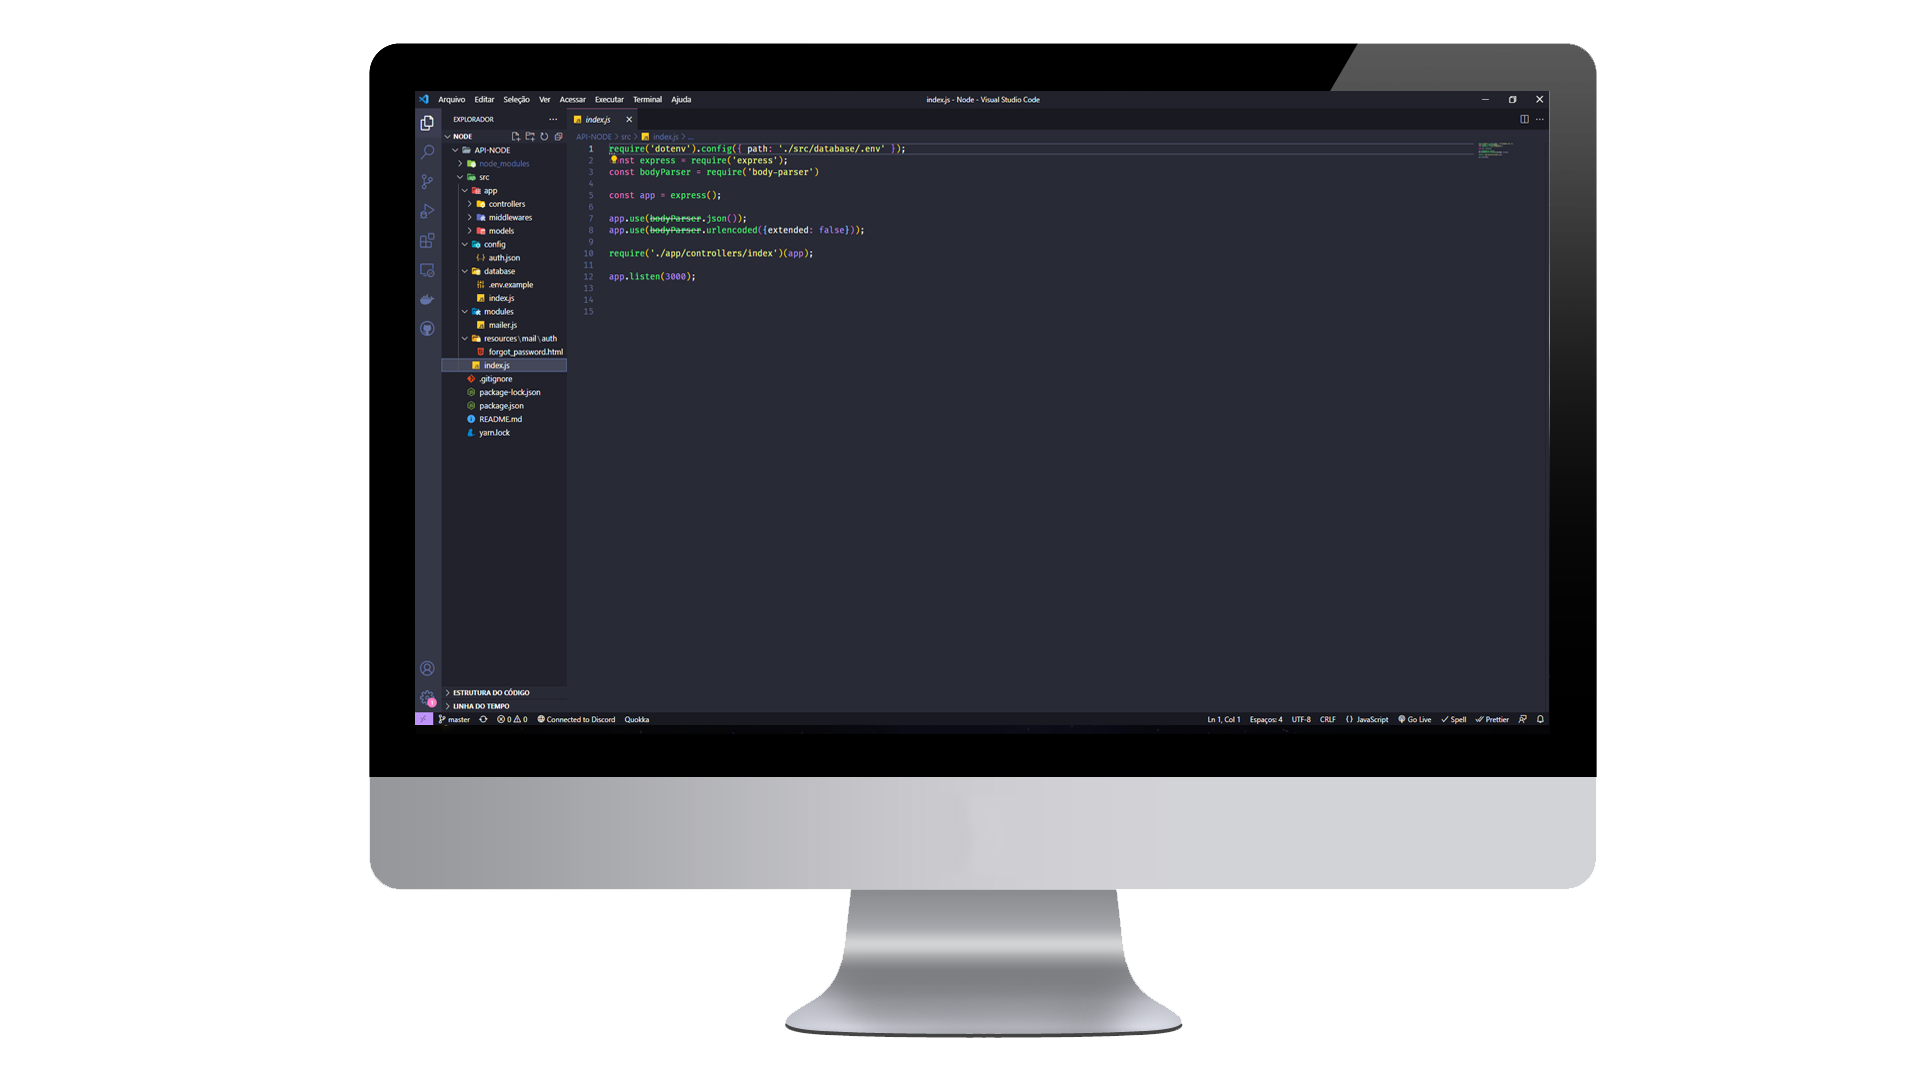 Arquivo Editar Seleção Ver Acessar Executar Terminal Ajuda
index.js - Node - Visual Studio Code
EXPLORADOR
index.js
NODE
API-NODE
node_modules
src
app
controllers
middlewares
models
config
auth.json
database
.env.example
index.js
modules
mailer.js
resources\mail\auth
forgot_password.html
index.js
.gitignore
package-lock.json
package.json
README.md
yarn.lock
ESTRUTURA DO CÓDIGO
LINHA DO TEMPO
API-NODE > src > index.js > ...
1 require('dotenv').config({ path: './src/database/.env' });
2 nst express = require('express');
3 const bodyParser = require('body-parser')
4
5 const app = express();
6
7 app.use(bodyParser.json());
8 app.use(bodyParser.urlencoded({extended: false}));
9
10 require('./app/controllers/index')(app);
11
12 app.listen(3000);
13
14
15
1
master 0 0 Connected to Discord Quokka
Ln 1, Col 1 Espaços: 4 UTF-8 CRLF {} JavaScript Go Live Spell Prettier